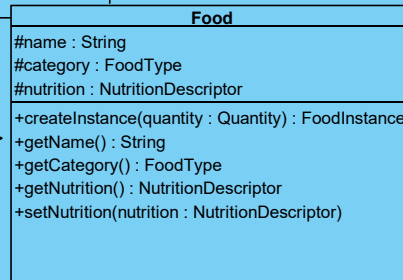 Food
#name : String
#category : FoodType
#nutrition : NutritionDescriptor
+createInstance(quantity : Quantity) : FoodInstance
+getName() : String
+getCategory() : FoodType
+getNutrition() : NutritionDescriptor
+setNutrition(nutrition : NutritionDescriptor)